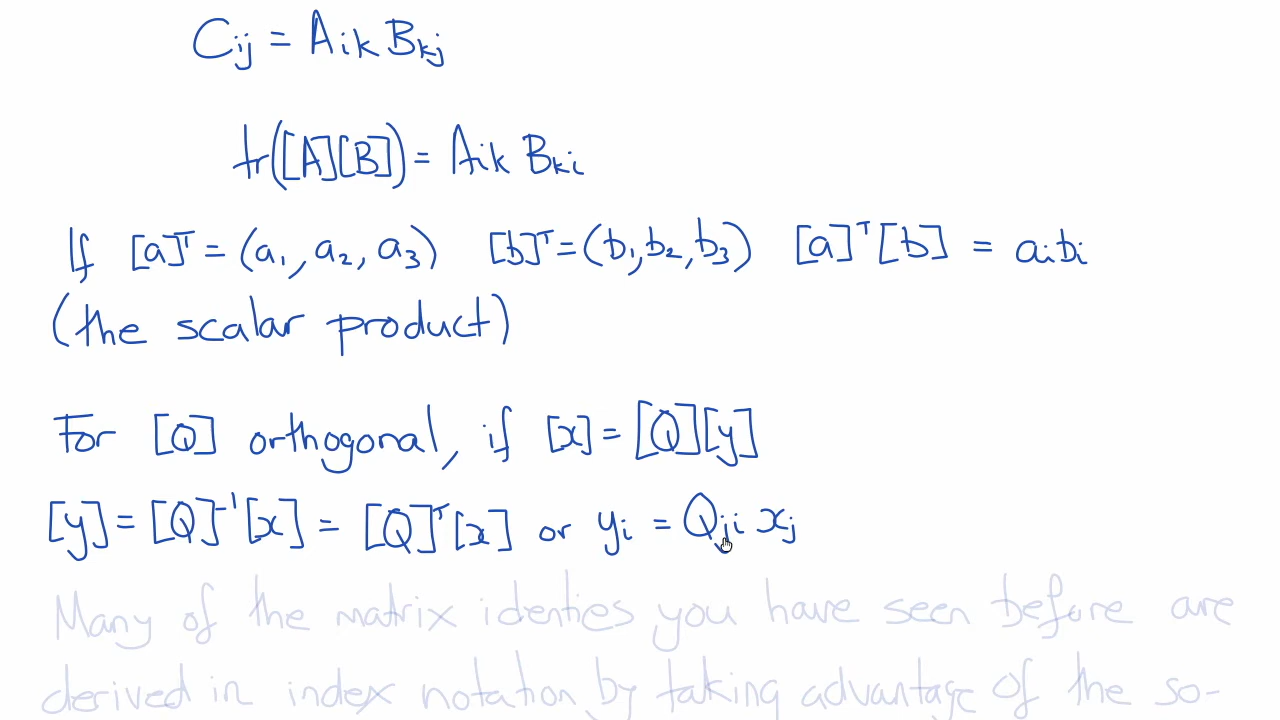 Cij = Aik Bkj
tr([A][B]) = Aik Bki
If [a]ᵀ = (a₁, a₂, a₃) [b]ᵀ = (b₁, b₂, b₃) [a]ᵀ[b] = aᵢbᵢ
(the scalar product)
For [Q] orthogonal, if [x] = [Q][y]
[y] = [Q]⁻¹[x] = [Q]ᵀ[x] or yᵢ = Qji xj
Many of the matrix identies you have seen before are
derived in index notation by taking advantage of the so-